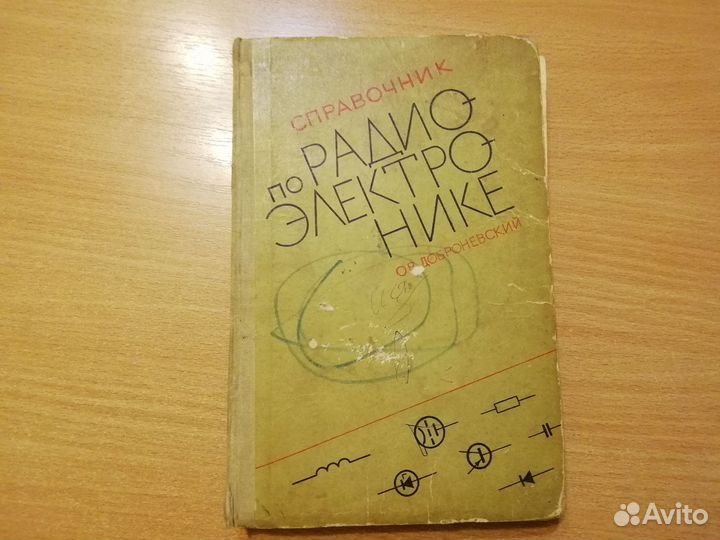 СПРАВОЧНИК
ПО РАДИО-
ЭЛЕКТРО-
НИКЕ
О.В. ДОБРОНЕВСКИЙ
Avito